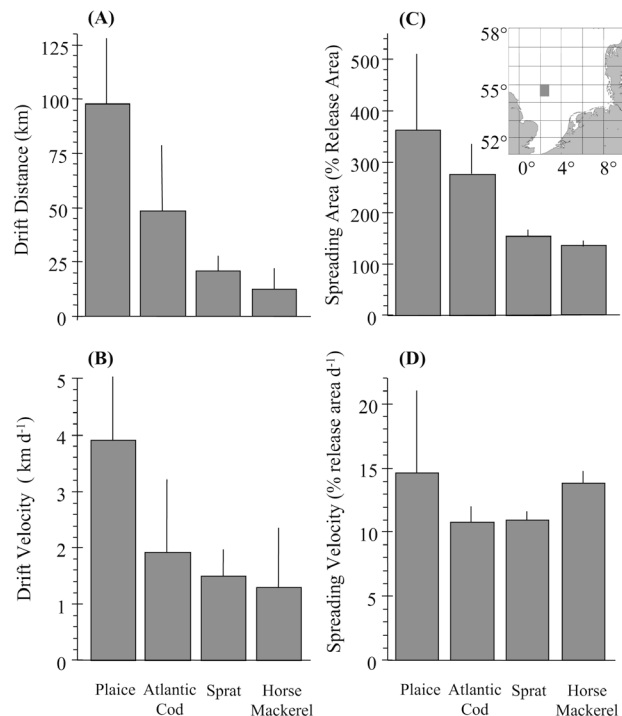 (A)
Drift Distance (km)
125
100
75
50
25
0
(C)
Spreading Area (% Release Area)
500
400
300
200
100
0
58°
55°
52°
0° 4° 8°
(B)
Drift Velocity ( km d-1)
5
4
3
2
1
0
Plaice Atlantic Cod Sprat Horse Mackerel
(D)
Spreading Velocity (% release area d-1)
20
15
10
5
0
Plaice Atlantic Cod Sprat Horse Mackerel